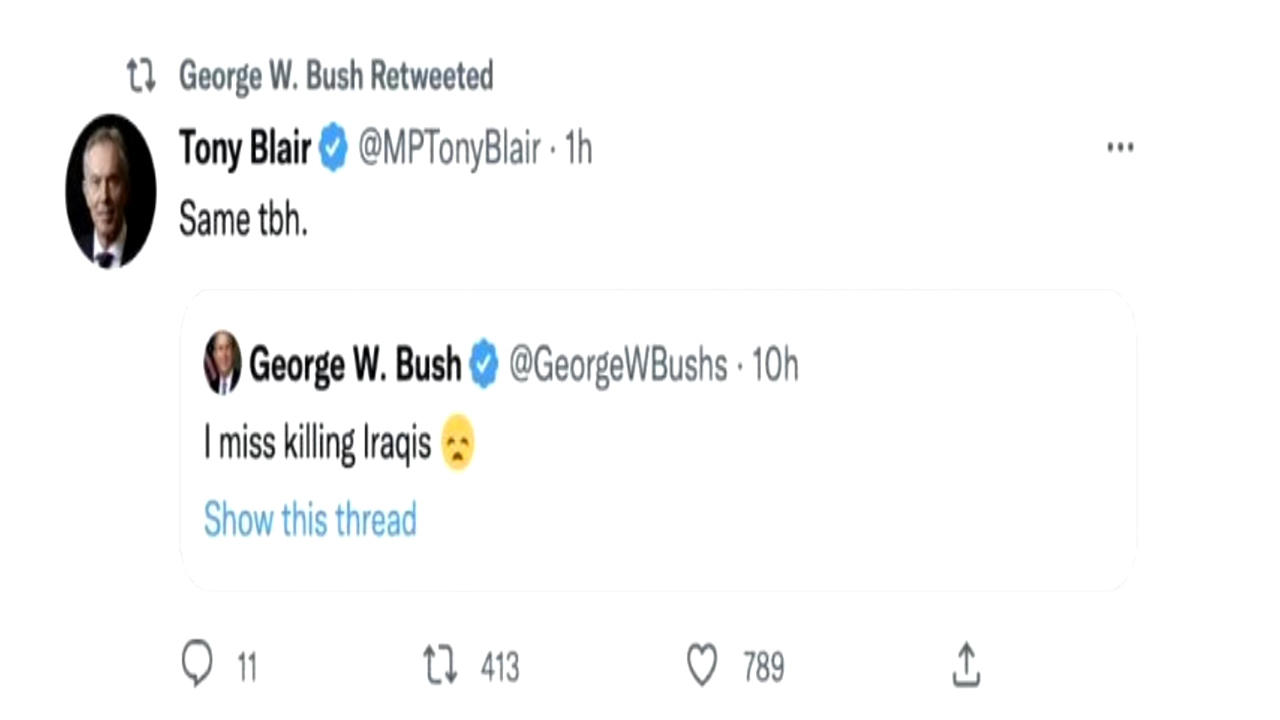 George W. Bush Retweeted
Tony Blair @MPTonyBlair · 1h
Same tbh.
George W. Bush @GeorgeWBushs · 10h
I miss killing Iraqis 😞
Show this thread
11 413 789